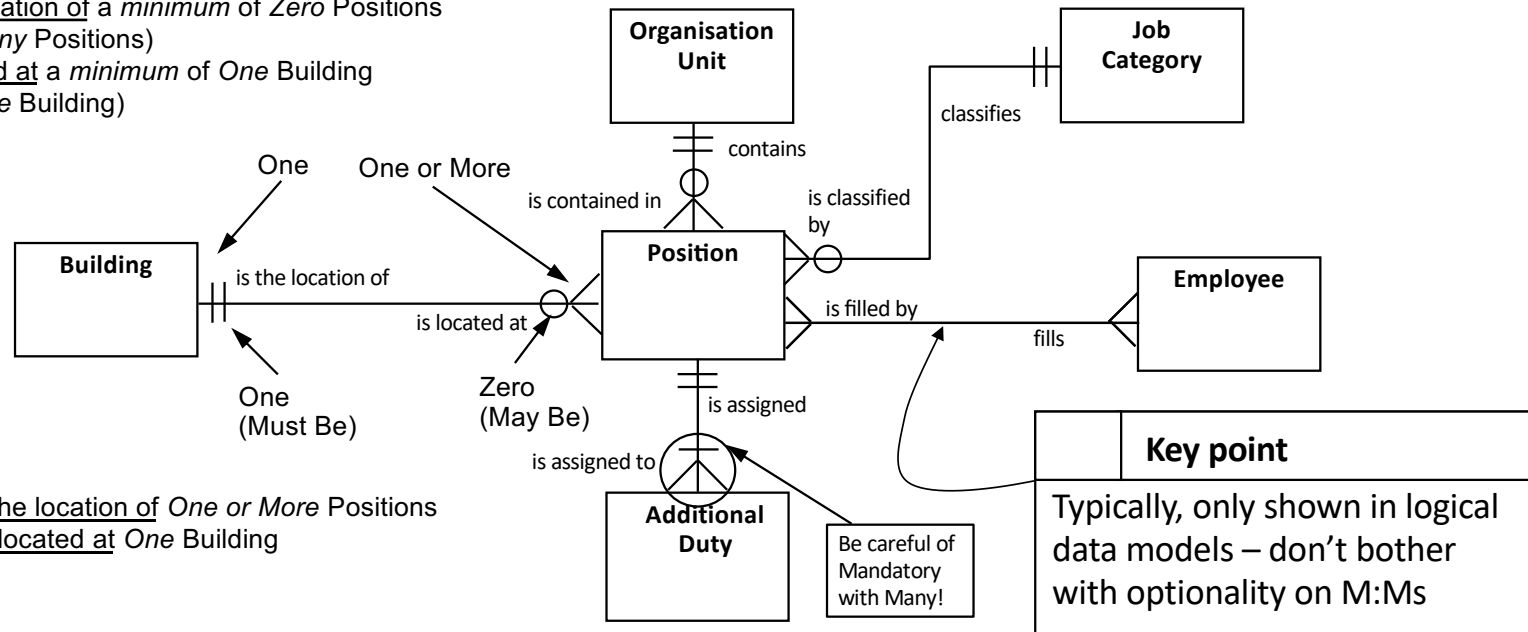 ation of a minimum of Zero Positions
ny Positions)
d at a minimum of One Building
e Building)
Organisation
Unit
Job
Category
contains
classifies
One
One or More
is contained in
is classified
by
Building
is the location of
is located at
Position
is filled by
fills
Employee
One
(Must Be)
Zero
(May Be)
is assigned
is assigned to
Additional
Duty
Be careful of
Mandatory
with Many!
Key point
Typically, only shown in logical
data models – don't bother
with optionality on M:Ms
he location of One or More Positions
located at One Building